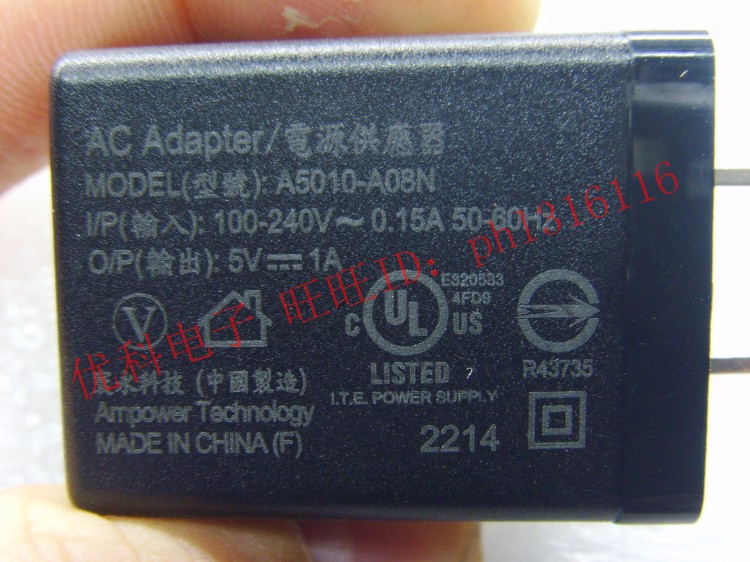 AC Adapter/電源供應器
MODEL(型號): A5010-A08N
I/P(輸入): 100-240V～ 0.15A 50-60Hz
O/P(輸出): 5V⎓1A
优科电子 旺旺ID: ph1316116
V
E320533
4FD9
C UL US
LISTED
I.T.E. POWER SUPPLY
R43735
科技 (中國製造)
Ampower Technology
MADE IN CHINA (F)
2214